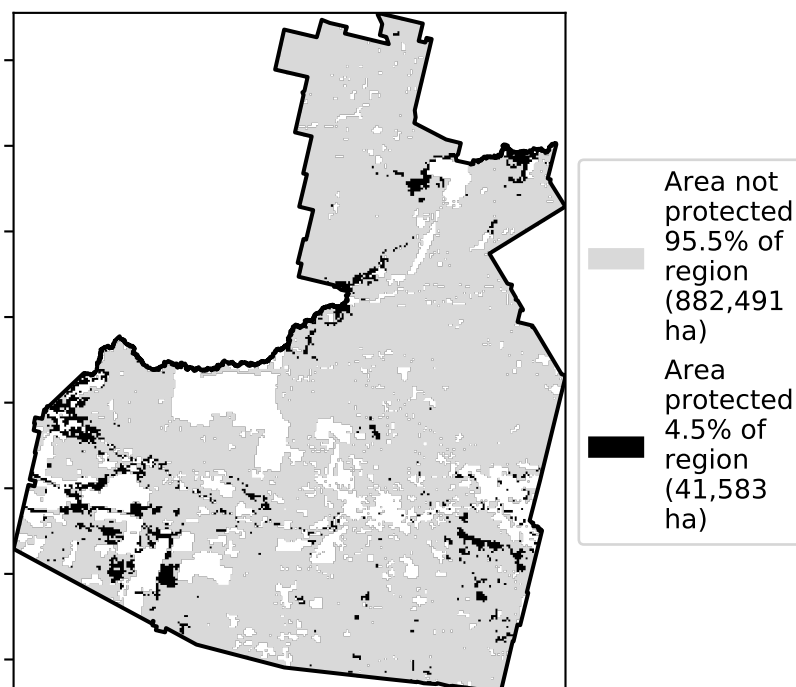 Area not
protected
95.5% of
region
(882,491
ha)
Area
protected
4.5% of
region
(41,583
ha)